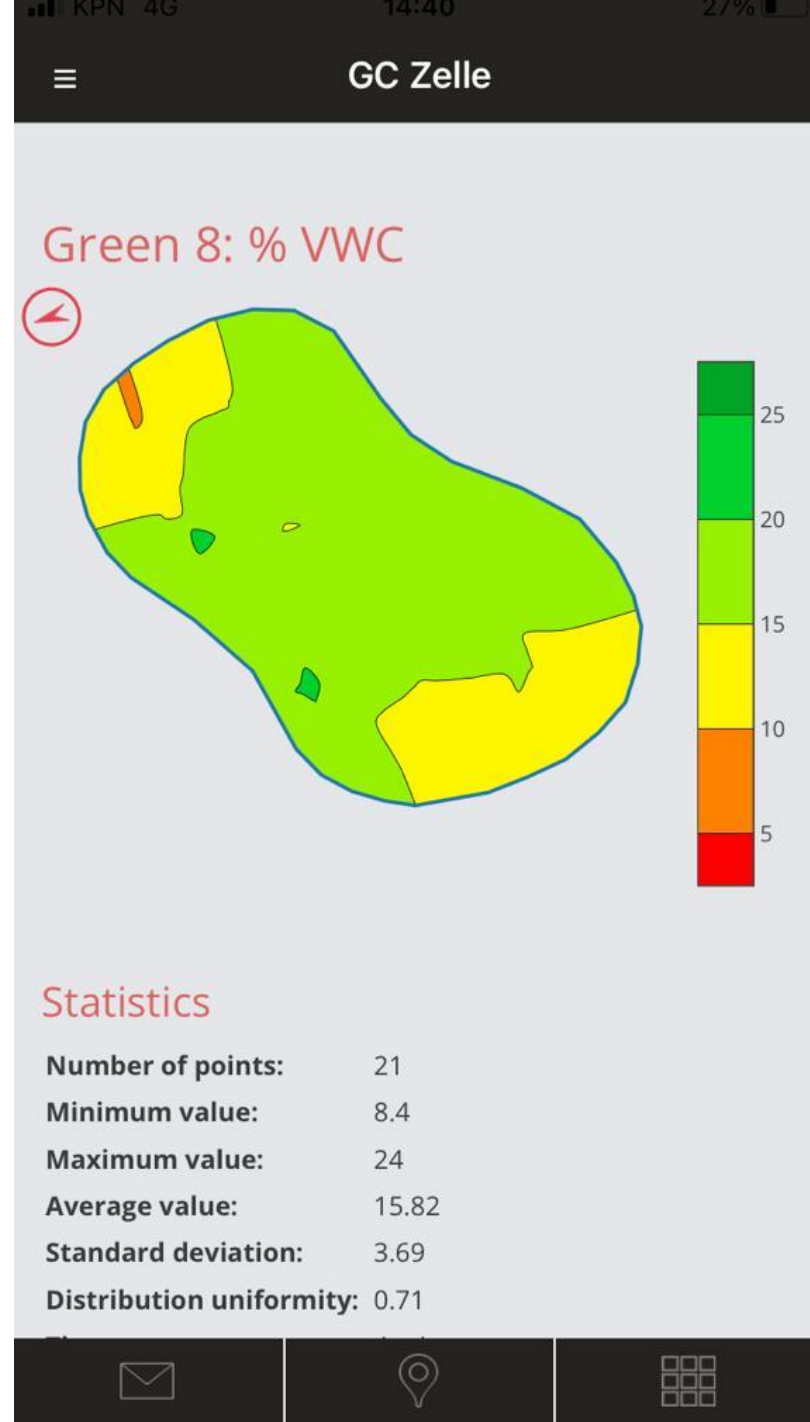 KPN 4G 14:40 27%
GC Zelle
Green 8: % VWC
25
20
15
10
5
Statistics
Number of points: 21
Minimum value: 8.4
Maximum value: 24
Average value: 15.82
Standard deviation: 3.69
Distribution uniformity: 0.71